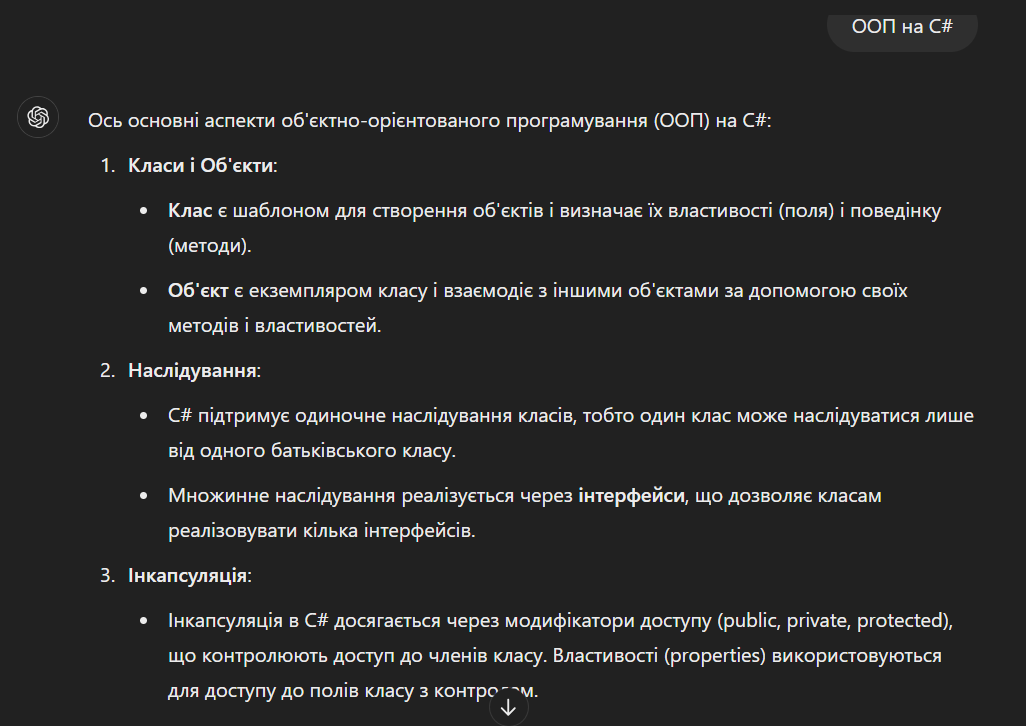 ООП на C#
Ось основні аспекти об'єктно-орієнтованого програмування (ООП) на C#:
1. Класи і Об'єкти:
• Клас є шаблоном для створення об'єктів і визначає їх властивості (поля) і поведінку
(методи).
• Об'єкт є екземпляром класу і взаємодіє з іншими об'єктами за допомогою своїх
методів і властивостей.
2. Наслідування:
• C# підтримує одиночне наслідування класів, тобто один клас може наслідуватися лише
від одного батьківського класу.
• Множинне наслідування реалізується через інтерфейси, що дозволяє класам
реалізовувати кілька інтерфейсів.
3. Інкапсуляція:
• Інкапсуляція в C# досягається через модифікатори доступу (public, private, protected),
що контролюють доступ до членів класу. Властивості (properties) використовуються
для доступу до полів класу з контролем.